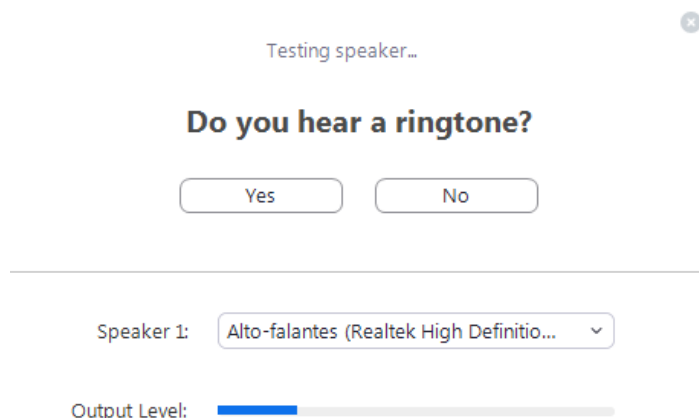 Testing speaker...
Do you hear a ringtone?
Yes
No
Speaker 1:
Alto-falantes (Realtek High Definitio...
Output Level: